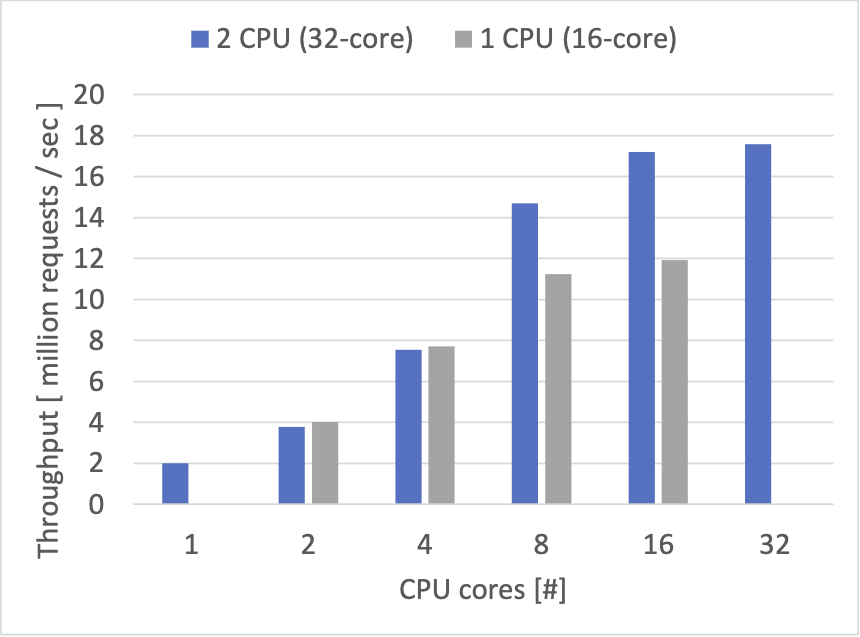 2 CPU (32-core) 1 CPU (16-core)
Throughput [ million requests / sec ]
20
18
16
14
12
10
8
6
4
2
0
1 2 4 8 16 32
CPU cores [#]